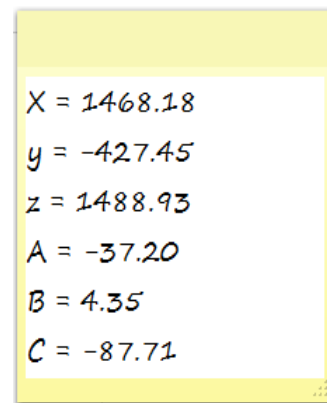 X = 1468.18
y = -427.45
z = 1488.93
A = -37.20
B = 4.35
C = -87.71